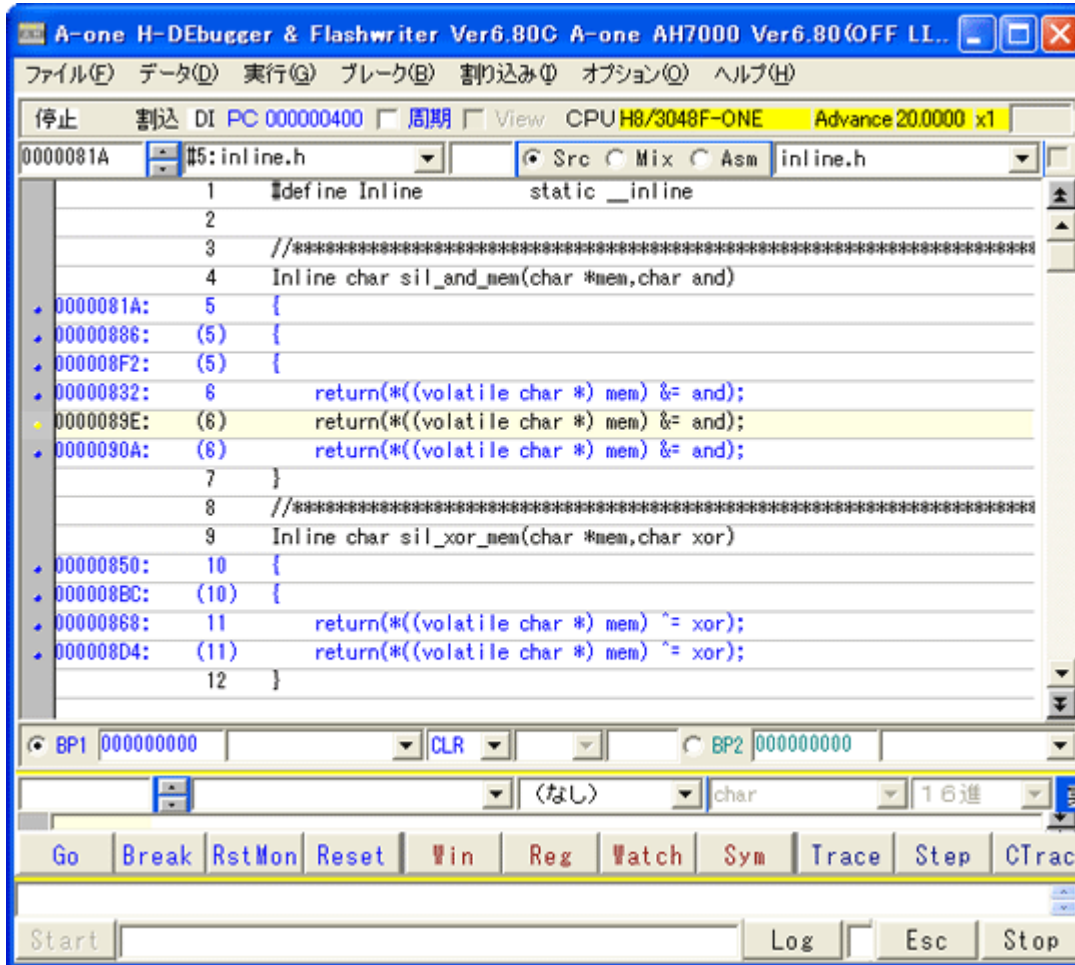 A-one H-DEbugger & Flashwriter Ver6.80C A-one AH7000 Ver6.80(OFF LI...
ファイル(F) データ(D) 実行(G) ブレーク(B) 割り込み(I) オプション(O) ヘルプ(H)
停止 割込 DI PC 000000400 周期 View CPU H8/3048F-ONE Advance 20.0000 x1
0000081A #5:inline.h Src Mix Asm inline.h
1 #define Inline static __inline
2
3 //**********************************************************************
4 Inline char sil_and_mem(char *mem,char and)
0000081A: 5 {
00000886: (5) {
000008F2: (5) {
00000832: 6 return(*((volatile char *) mem) &= and);
0000089E: (6) return(*((volatile char *) mem) &= and);
0000090A: (6) return(*((volatile char *) mem) &= and);
7 }
8 //**********************************************************************
9 Inline char sil_xor_mem(char *mem,char xor)
00000850: 10 {
000008BC: (10) {
00000868: 11 return(*((volatile char *) mem) ^= xor);
000008D4: (11) return(*((volatile char *) mem) ^= xor);
12 }
BP1 000000000 CLR BP2 000000000
(なし) char 16進
Go Break RstMon Reset Win Reg Watch Sym Trace Step CTrac
Start Log Esc Stop